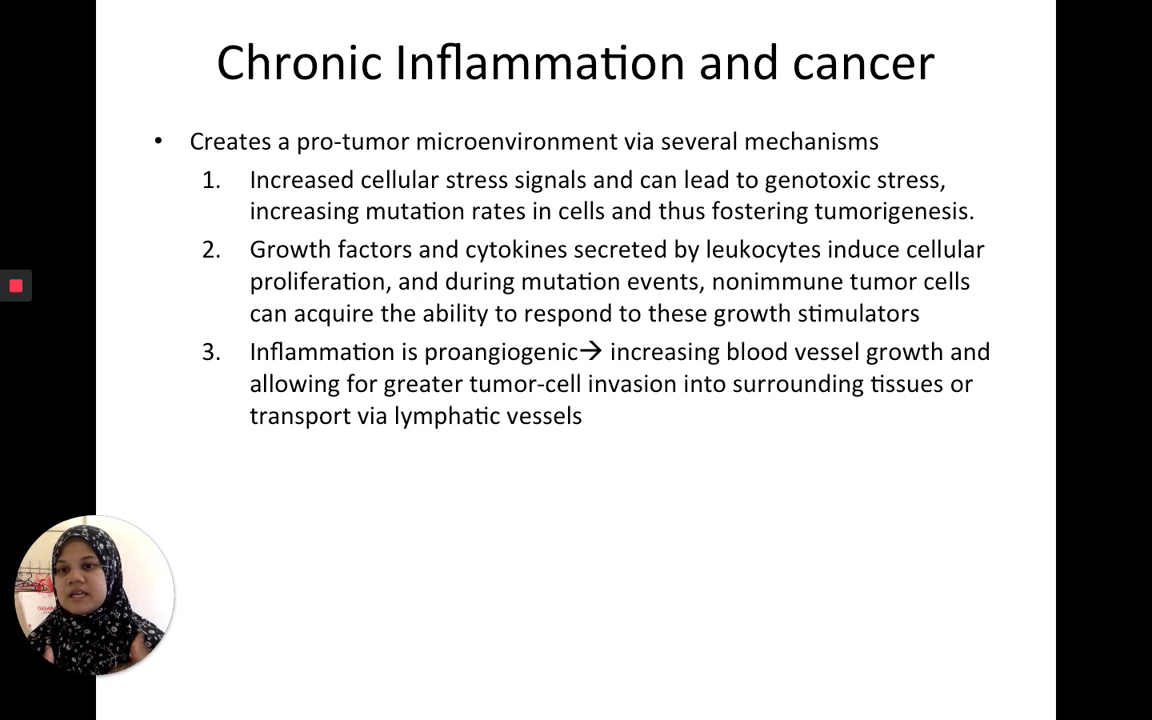 Chronic Inflammation and cancer
• Creates a pro-tumor microenvironment via several mechanisms
1. Increased cellular stress signals and can lead to genotoxic stress,
increasing mutation rates in cells and thus fostering tumorigenesis.
2. Growth factors and cytokines secreted by leukocytes induce cellular
proliferation, and during mutation events, nonimmune tumor cells
can acquire the ability to respond to these growth stimulators
3. Inflammation is proangiogenic→ increasing blood vessel growth and
allowing for greater tumor-cell invasion into surrounding tissues or
transport via lymphatic vessels